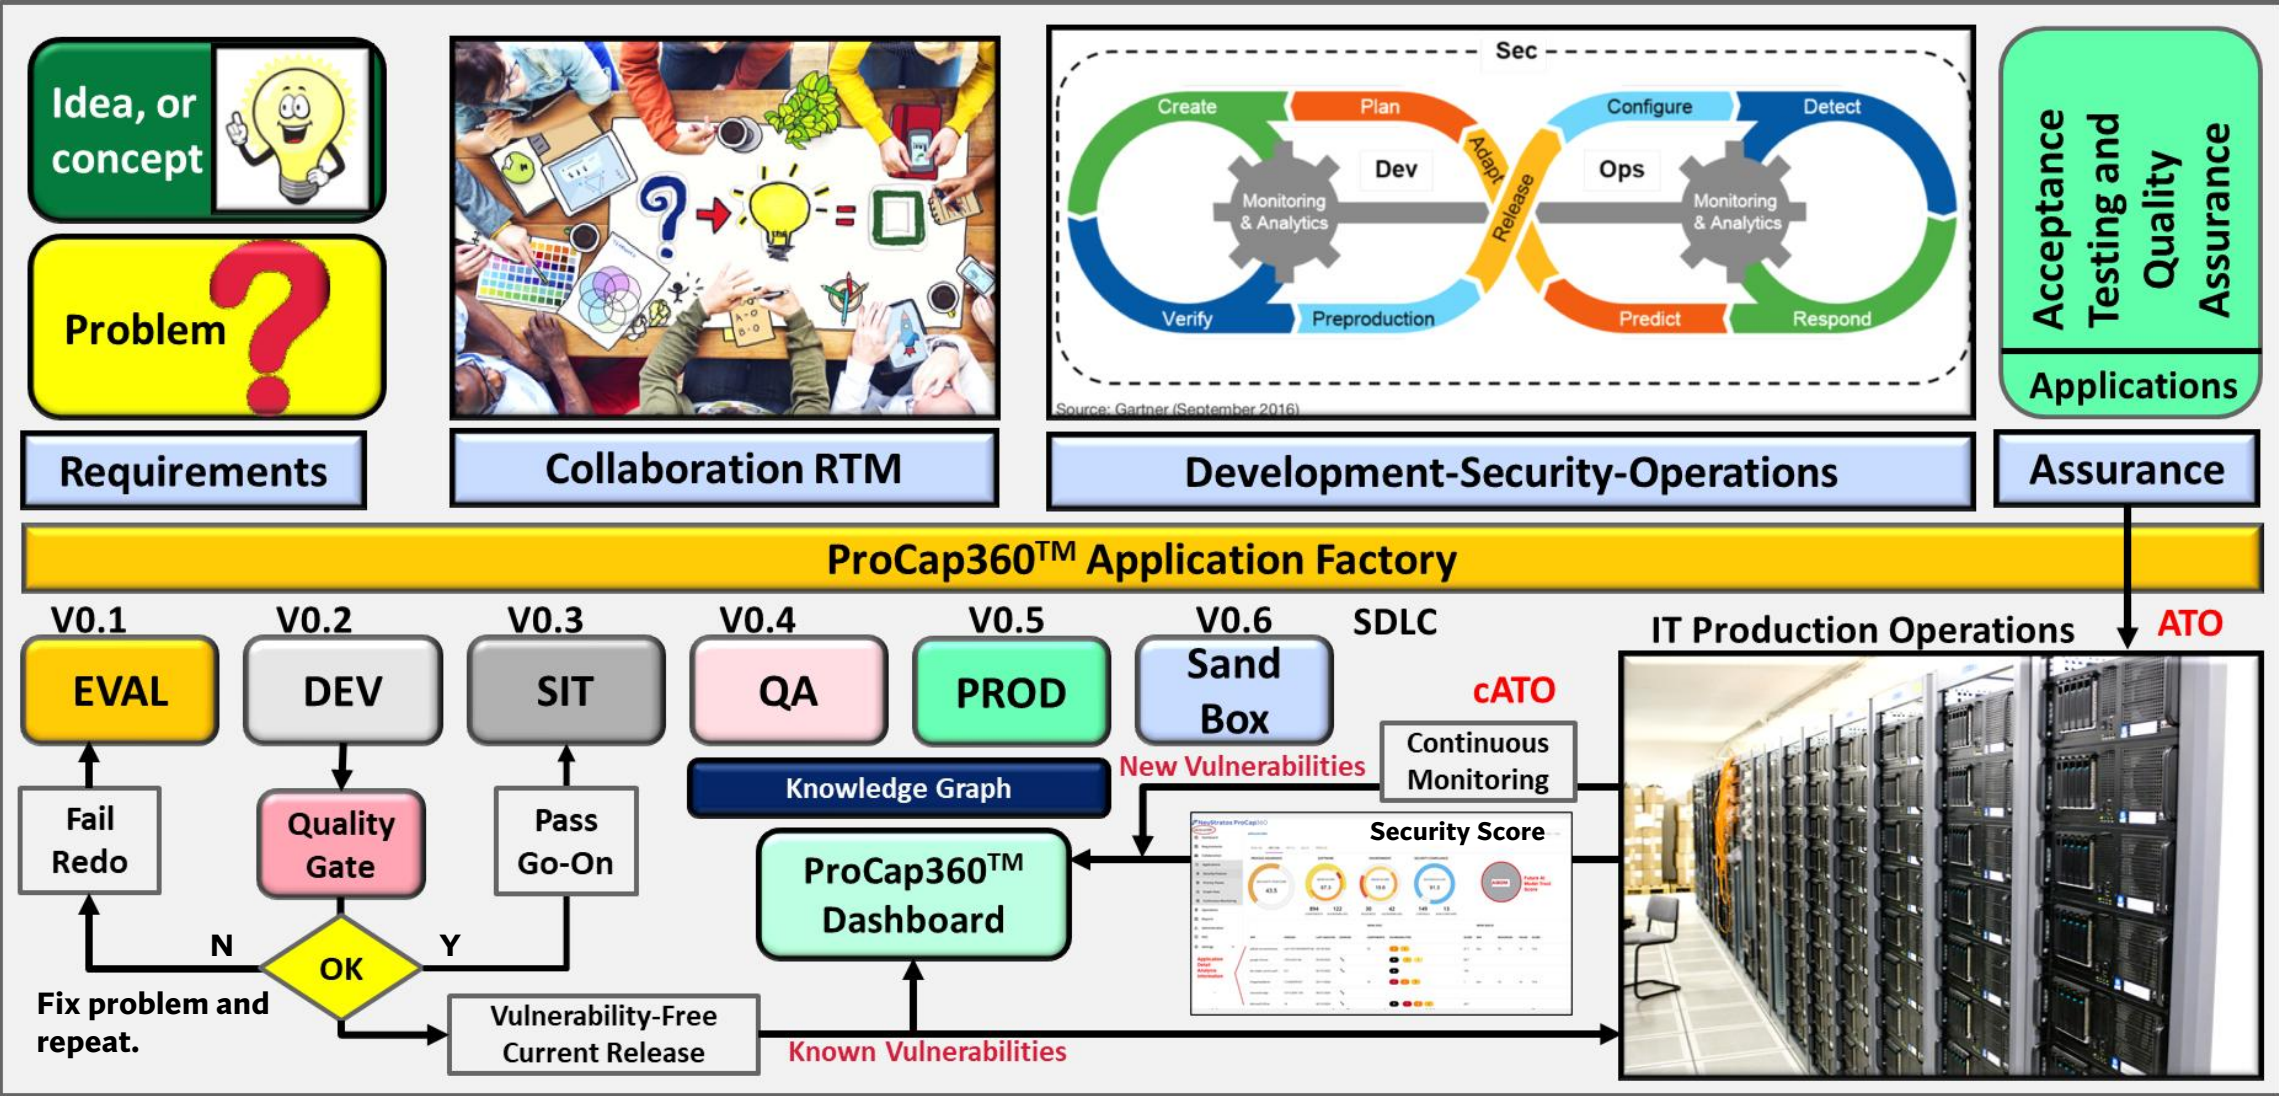 Idea, or
concept
Problem
Requirements
A=O
B=O
Collaboration RTM
Sec
Create
Plan
Adapt
Release
Configure
Detect
Dev
Ops
Monitoring
& Analytics
Monitoring
& Analytics
Verify
Preproduction
Predict
Respond
Source: Gartner (September 2016)
Development-Security-Operations
Acceptance
Testing and
Quality
Assurance
Applications
Assurance
ProCap360TM Application Factory
V0.1
V0.2
V0.3
V0.4
V0.5
V0.6
SDLC
EVAL
DEV
SIT
QA
PROD
Sand
Box
IT Production Operations
ATO
cATO
Continuous
Monitoring
New Vulnerabilities
Knowledge Graph
Fail
Redo
Quality
Gate
Pass
Go-On
ProCap360TM
Dashboard
Security Score
N
OK
Y
Fix problem and
repeat.
Vulnerability-Free
Current Release
Known Vulnerabilities